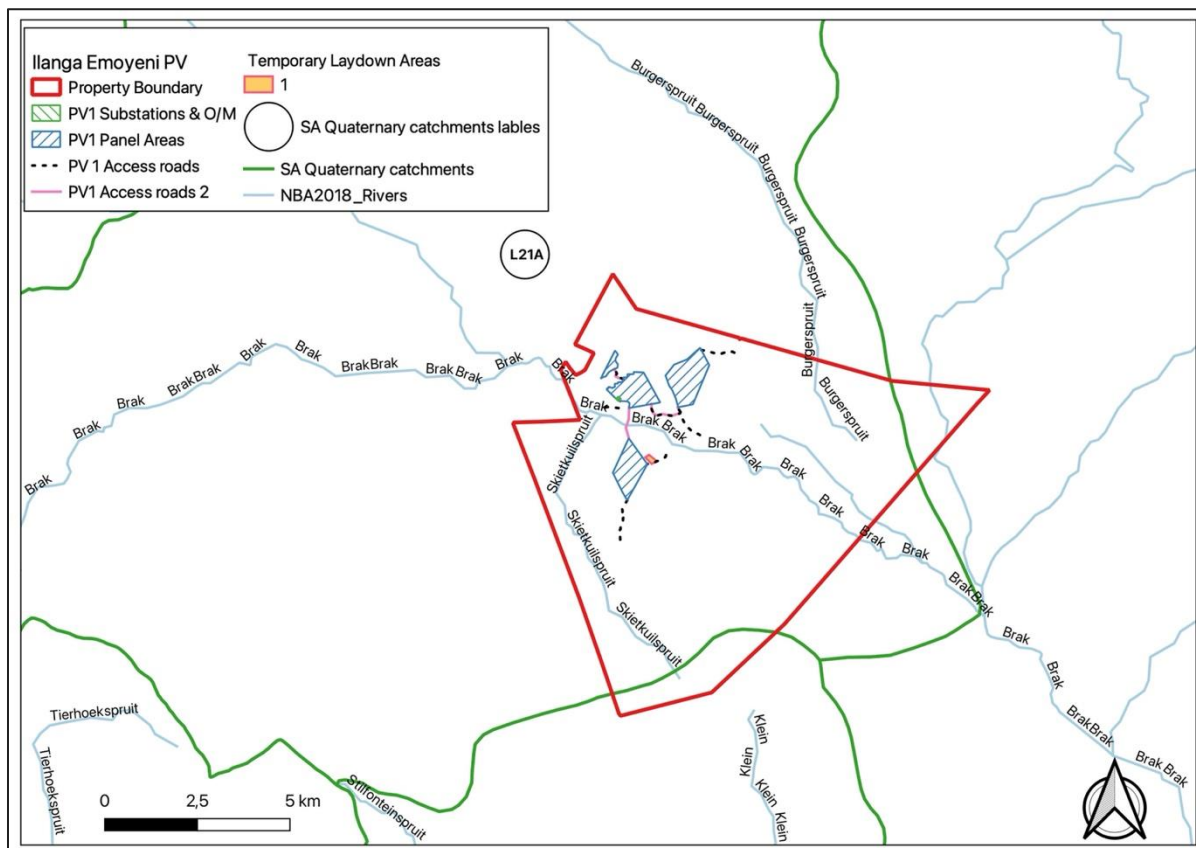 Ilanga Emoyeni PV
Property Boundary
PV1 Substations & O/M
PV1 Panel Areas
PV 1 Access roads
PV1 Access roads 2
Temporary Laydown Areas
1
SA Quaternary catchments lables
SA Quaternary catchments
NBA2018_Rivers
Burgerspruit Burgerspruit
Burgerspruit
Burgerspruit
Burgerspruit
Burgerspruit
L21A
Brak
Brak
Brak
BrakBrak
Brak
Brak
BrakBrak
Brak
BrakBrak
Brak
Brak
Brak
Brak Brak
Brak
Brak
Brak
Brak
Brak
Brak
Brak
BrakBrak
Brak
Brak
BrakBrak
Brak Brak
Skietkuilspruit
Skietkuilspruit
Skietkuilspruit
Tierhoekspruit
Tierhoekspruit
Stilfonteinspruit
Klein
Klein
Klein Klein
0 2,5 5 km